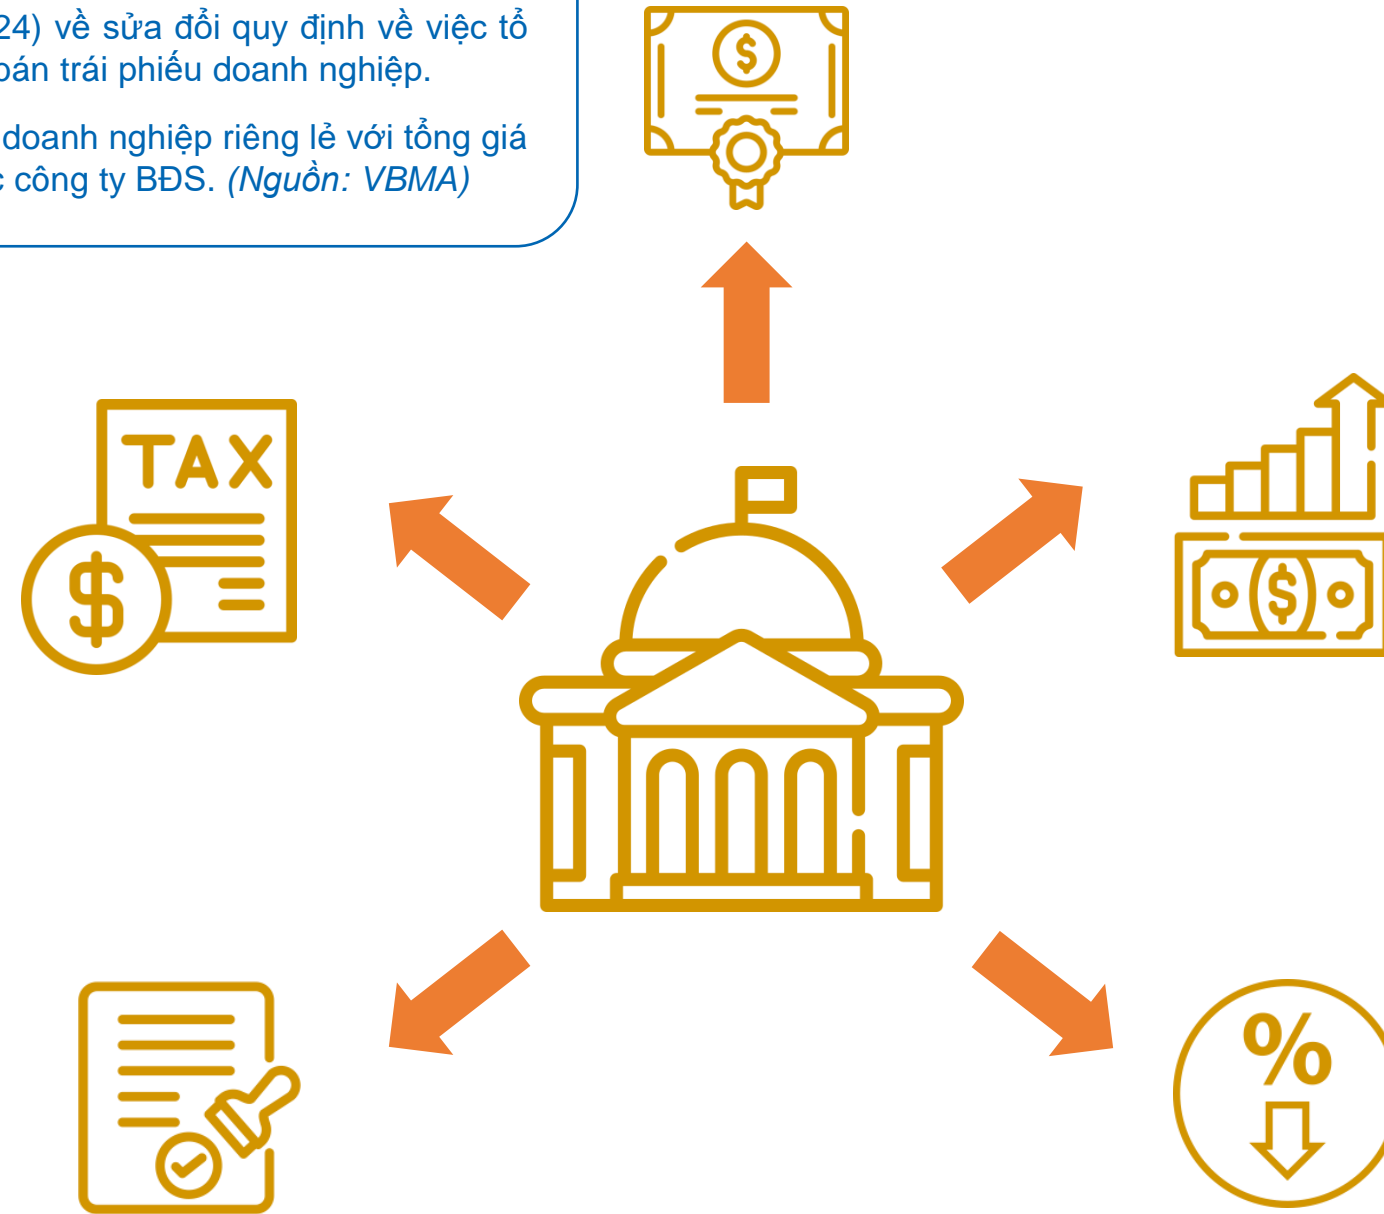 24) về sửa đổi quy định về việc tổ
oán trái phiếu doanh nghiệp.
doanh nghiệp riêng lẻ với tổng giá
c công ty BĐS. (Nguồn: VBMA)
$
TAX
$
$
%